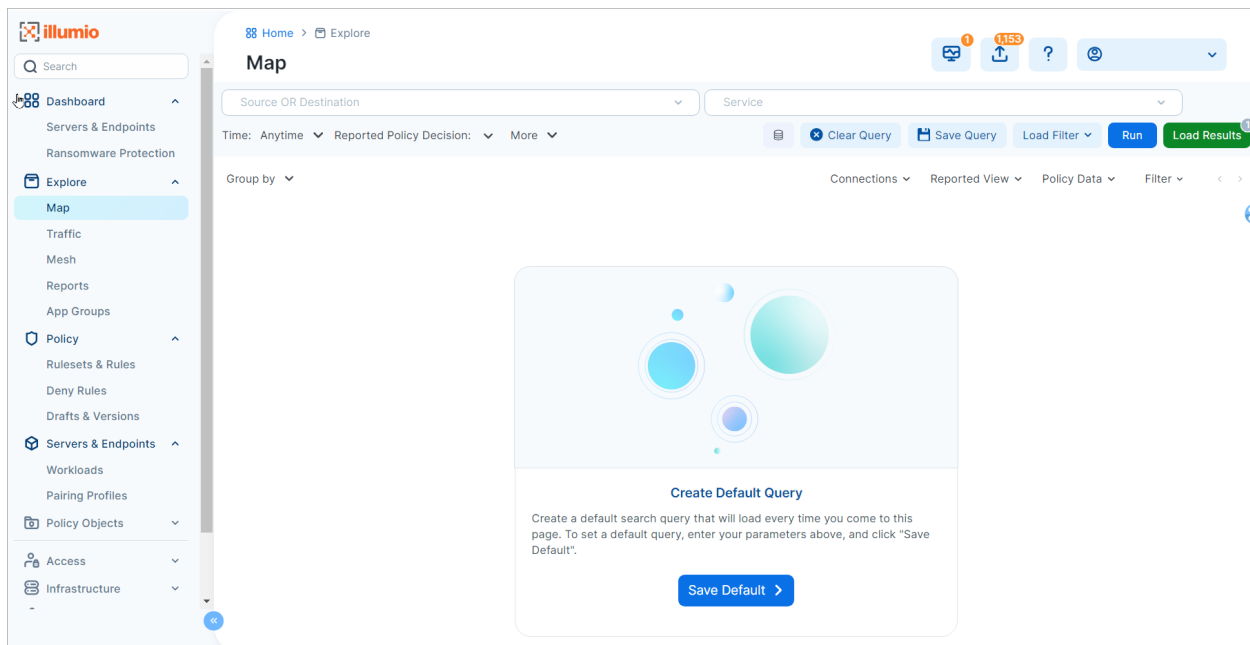 illumio
Search
Dashboard
Servers & Endpoints
Ransomware Protection
Explore
Map
Traffic
Mesh
Reports
App Groups
Policy
Rulesets & Rules
Deny Rules
Drafts & Versions
Servers & Endpoints
Workloads
Pairing Profiles
Policy Objects
Access
Infrastructure
Home > Explore
Map
1
1,153
?
Source OR Destination
Service
Time: Anytime Reported Policy Decision: More
Clear Query
Save Query
Load Filter
Run
Load Results
Group by
Connections
Reported View
Policy Data
Filter
Create Default Query
Create a default search query that will load every time you come to this
page. To set a default query, enter your parameters above, and click "Save
Default".
Save Default